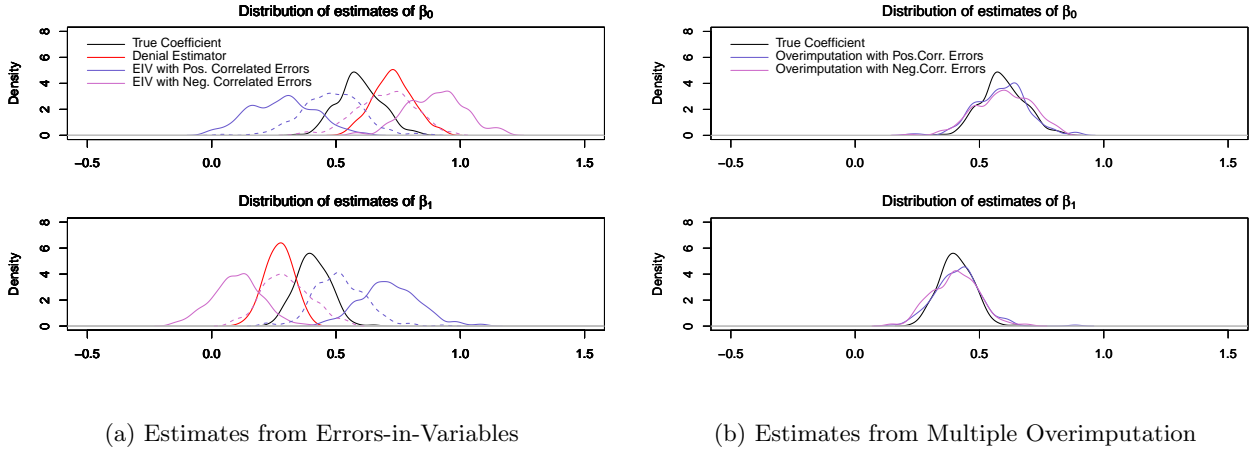 Distribution of estimates of β0
Density
8
6
4
2
0
True Coefficient
Denial Estimator
EIV with Pos. Correlated Errors
EIV with Neg. Correlated Errors
−0.5 0.0 0.5 1.0 1.5
Distribution of estimates of β1
Density
8
6
4
2
0
−0.5 0.0 0.5 1.0 1.5
(a) Estimates from Errors-in-Variables
Distribution of estimates of β0
Density
8
6
4
2
0
True Coefficient
Overimputation with Pos.Corr. Errors
Overimputation with Neg.Corr. Errors
−0.5 0.0 0.5 1.0 1.5
Distribution of estimates of β1
Density
8
6
4
2
0
−0.5 0.0 0.5 1.0 1.5
(b) Estimates from Multiple Overimputation